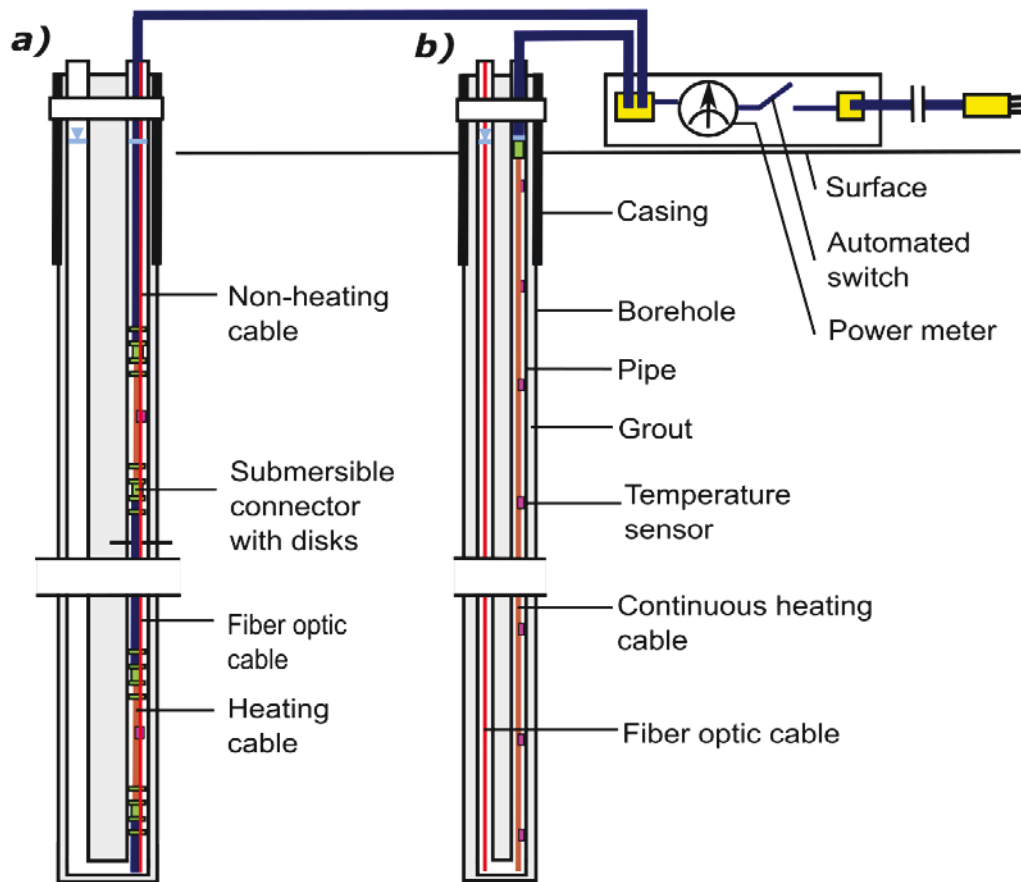 a)
b)
Surface
Casing
Automated
switch
Non-heating
cable
Borehole
Power meter
Pipe
Grout
Submersible
connector
with disks
Temperature
sensor
Continuous heating
cable
Fiber optic
cable
Heating
cable
Fiber optic cable